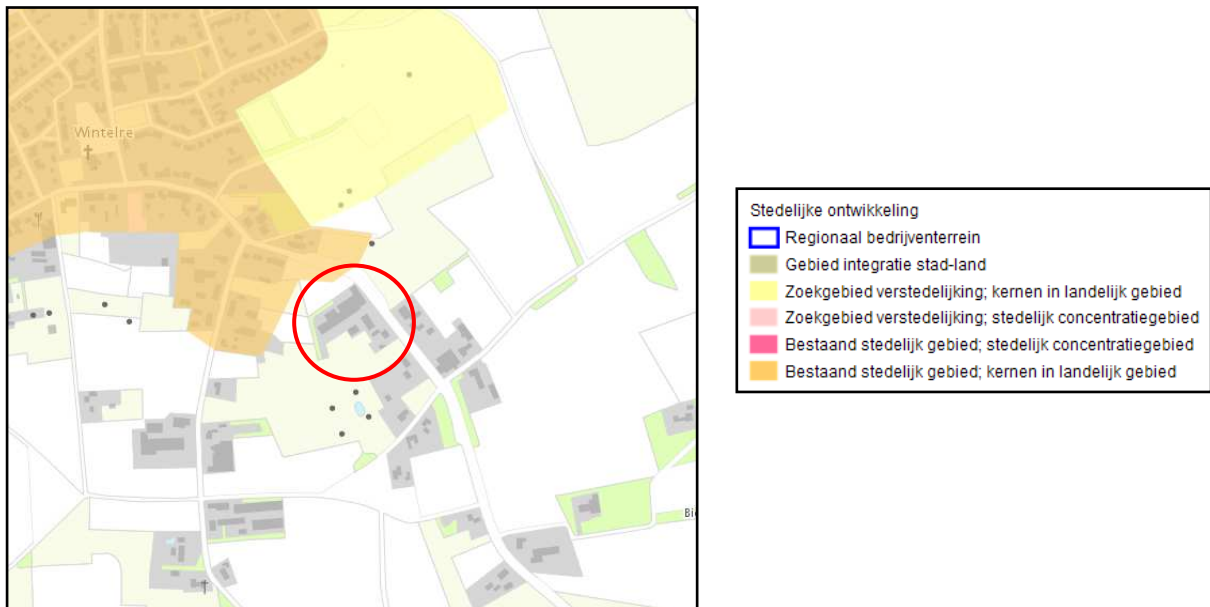 Wintelre
Stedelijke ontwikkeling
Regionaal bedrijventerrein
Gebied integratie stad-land
Zoekgebied verstedelijking; kernen in landelijk gebied
Zoekgebied verstedelijking; stedelijk concentratiegebied
Bestaand stedelijk gebied; stedelijk concentratiegebied
Bestaand stedelijk gebied; kernen in landelijk gebied